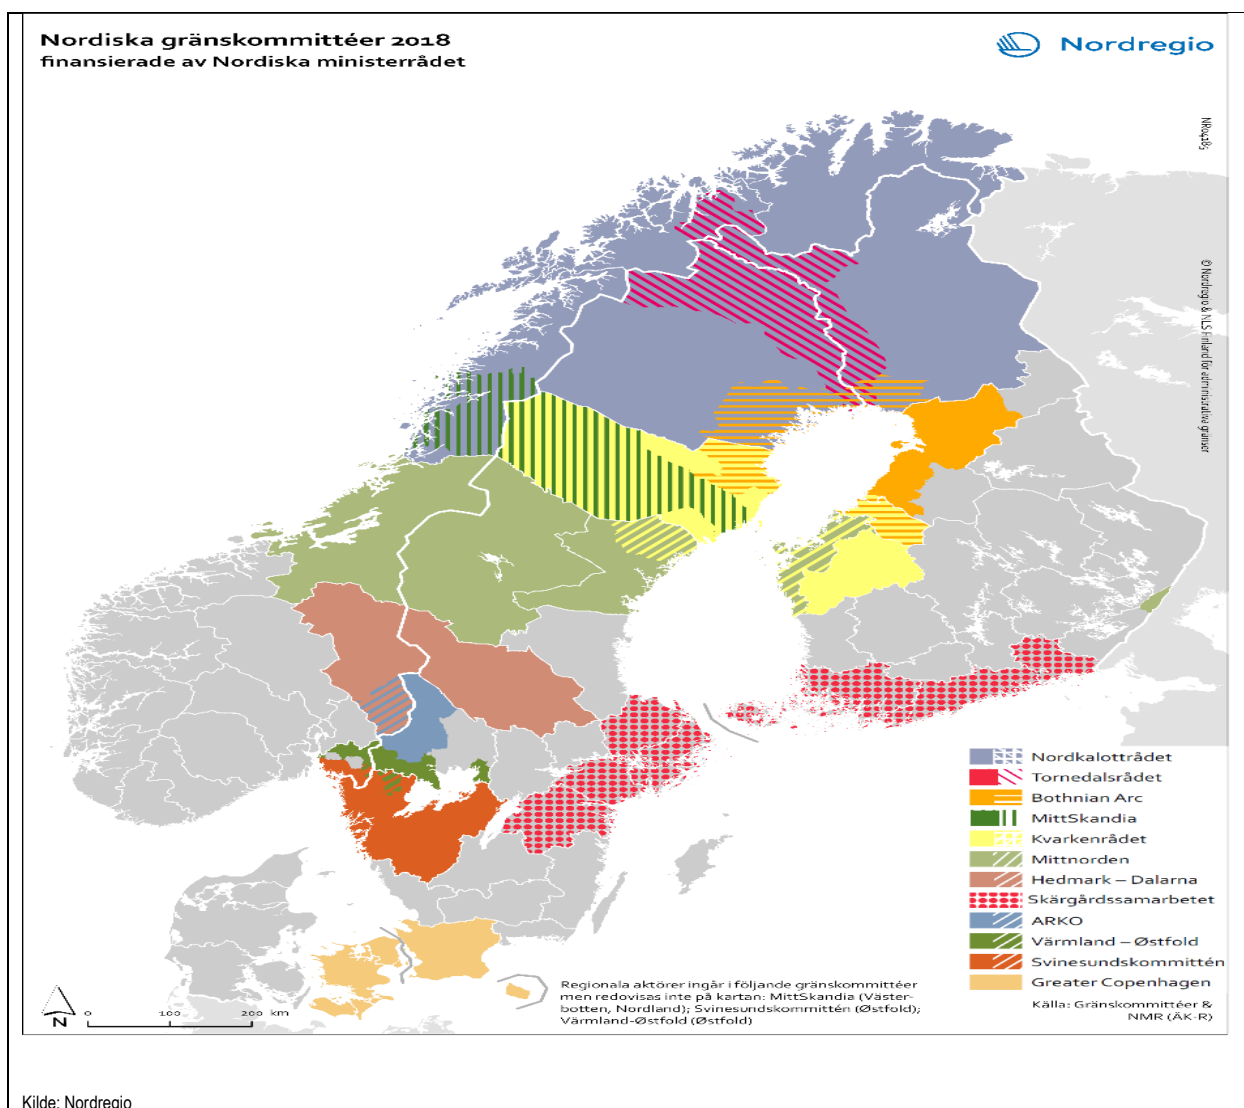 Nordiska gränskommittéer 2018
finansierade av Nordiska ministerrådet
Nordregio
NR04185
© Nordregio & NLS Finland för administrative gränser
Nordkalottrådet
Tornedalsrådet
Bothnian Arc
MittSkandia
Kvarkenrådet
Mittnorden
Hedmark – Dalarna
Skärgårdssamarbetet
ARKO
Värmland – Østfold
Svinesundskommittén
Greater Copenhagen
Regionala aktörer ingår i följande gränskommittéer
men redovisas inte på kartan: MittSkandia (Väster-
botten, Nordland); Svinesundskommittén (Østfold);
Värmland-Østfold (Østfold)
Källa: Gränskommittéer &
NMR (ÄK-R)
N
0 100 200 km
Kilde: Nordregio